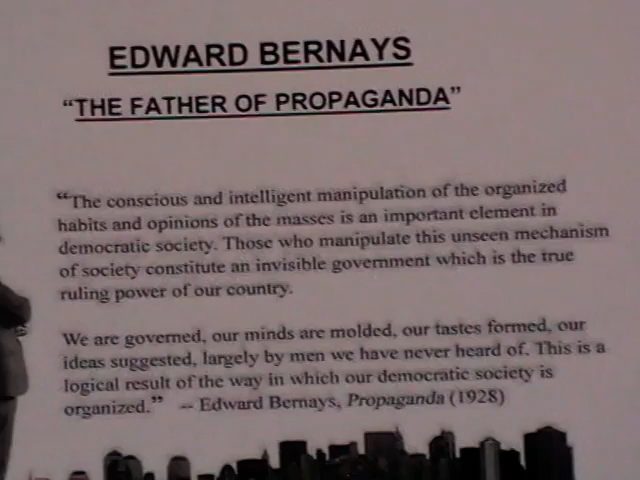 EDWARD BERNAYS
“THE FATHER OF PROPAGANDA”
“The conscious and intelligent manipulation of the organized
habits and opinions of the masses is an important element in
democratic society. Those who manipulate this unseen mechanism
of society constitute an invisible government which is the true
ruling power of our country.
We are governed, our minds are molded, our tastes formed, our
ideas suggested, largely by men we have never heard of. This is a
logical result of the way in which our democratic society is
organized.” -- Edward Bernays, Propaganda (1928)